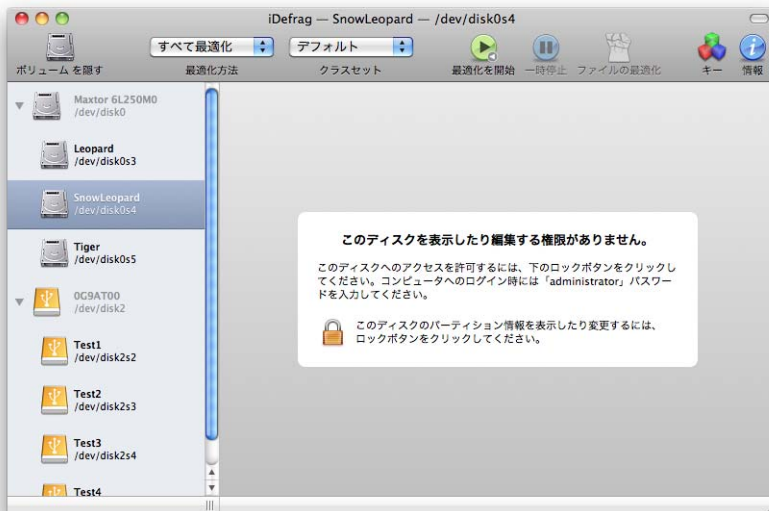 iDefrag — SnowLeopard — /dev/disk0s4
すべて最適化
デフォルト
ボリューム を隠す
最適化方法
クラスセット
最適化を開始
一時停止
ファイルの最適化
キー
情報
Maxtor 6L250M0
/dev/disk0
Leopard
/dev/disk0s3
SnowLeopard
/dev/disk0s4
Tiger
/dev/disk0s5
0G9AT00
/dev/disk2
Test1
/dev/disk2s2
Test2
/dev/disk2s3
Test3
/dev/disk2s4
Test4
このディスクを表示したり編集する権限がありません。
このディスクへのアクセスを許可するには、下のロックボタンをクリックし
てください。コンピュータへのログイン時には「administrator」パスワー
ドを入力してください。
このディスクのパーティション情報を表示したり変更するには、
ロックボタンをクリックしてください。